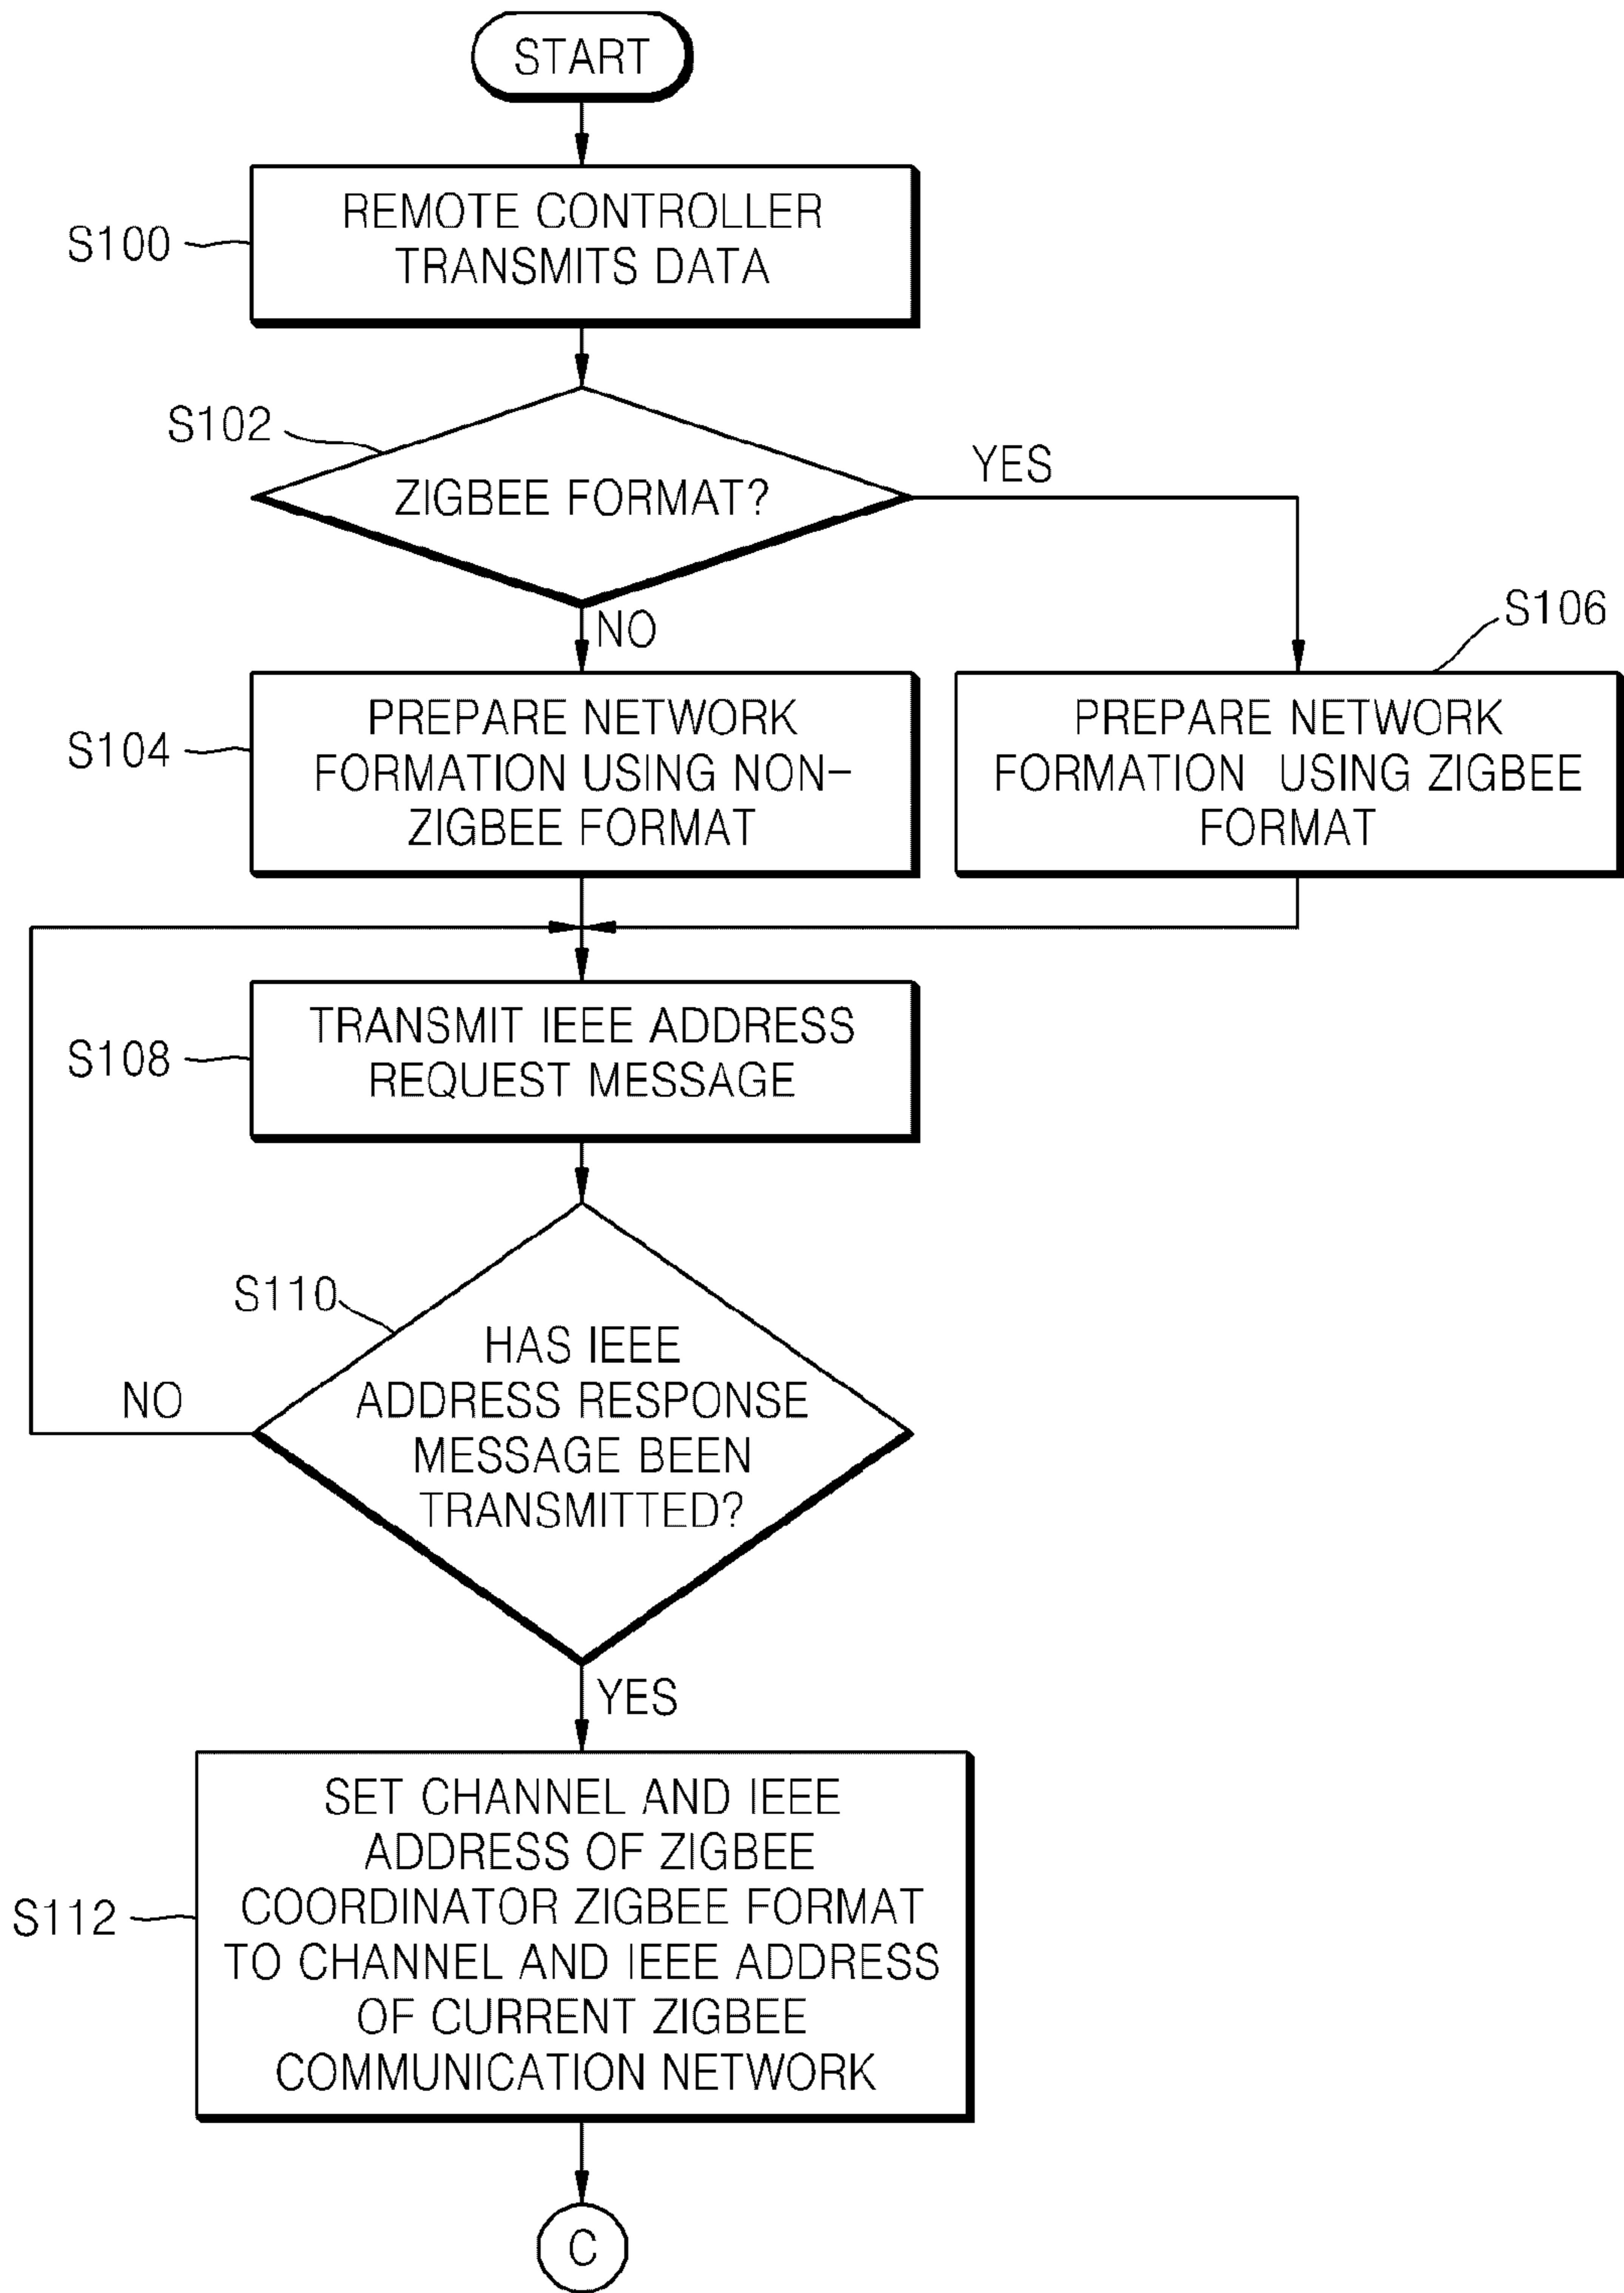 START
S100
REMOTE CONTROLLER
TRANSMITS DATA
S102
ZIGBEE FORMAT?
YES
NO
S104
PREPARE NETWORK
FORMATION USING NON-
ZIGBEE FORMAT
S106
PREPARE NETWORK
FORMATION USING ZIGBEE
FORMAT
S108
TRANSMIT IEEE ADDRESS
REQUEST MESSAGE
S110
HAS IEEE
ADDRESS RESPONSE
MESSAGE BEEN
TRANSMITTED?
NO
YES
S112
SET CHANNEL AND IEEE
ADDRESS OF ZIGBEE
COORDINATOR ZIGBEE FORMAT
TO CHANNEL AND IEEE ADDRESS
OF CURRENT ZIGBEE
COMMUNICATION NETWORK
C